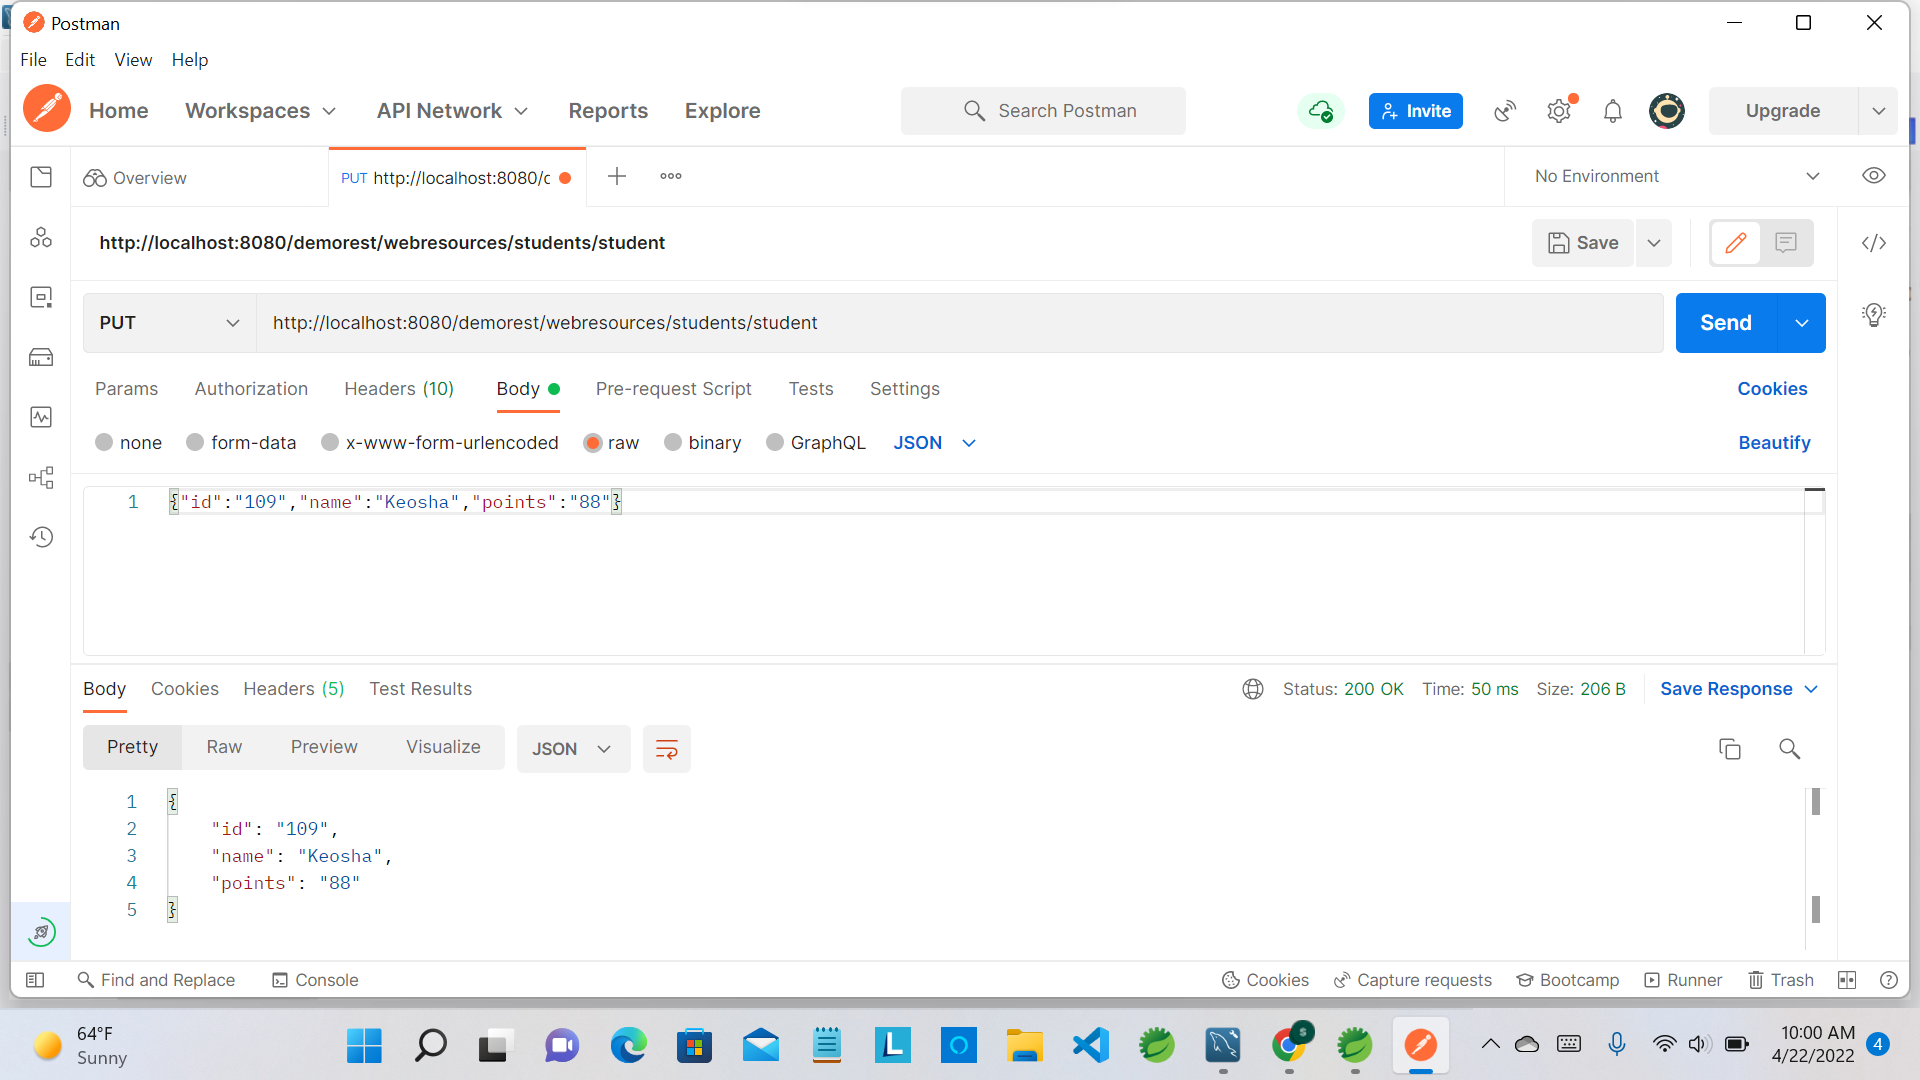 Postman
File Edit View Help
Home Workspaces API Network Reports Explore Search Postman Invite Upgrade
Overview PUT http://localhost:8080/ No Environment
http://localhost:8080/demorest/webresources/students/student Save
PUT http://localhost:8080/demorest/webresources/students/student Send
Params Authorization Headers (10) Body Pre-request Script Tests Settings Cookies
none form-data x-www-form-urlencoded raw binary GraphQL JSON Beautify
1 {"id":"109","name":"Keosha","points":"88"}
Body Cookies Headers (5) Test Results Status: 200 OK Time: 50 ms Size: 206 B Save Response
Pretty Raw Preview Visualize JSON
1 {
2 "id": "109",
3 "name": "Keosha",
4 "points": "88"
5 }
Find and Replace Console Cookies Capture requests Bootcamp Runner Trash
64°F
Sunny
L
S
10:00 AM
4/22/2022
4